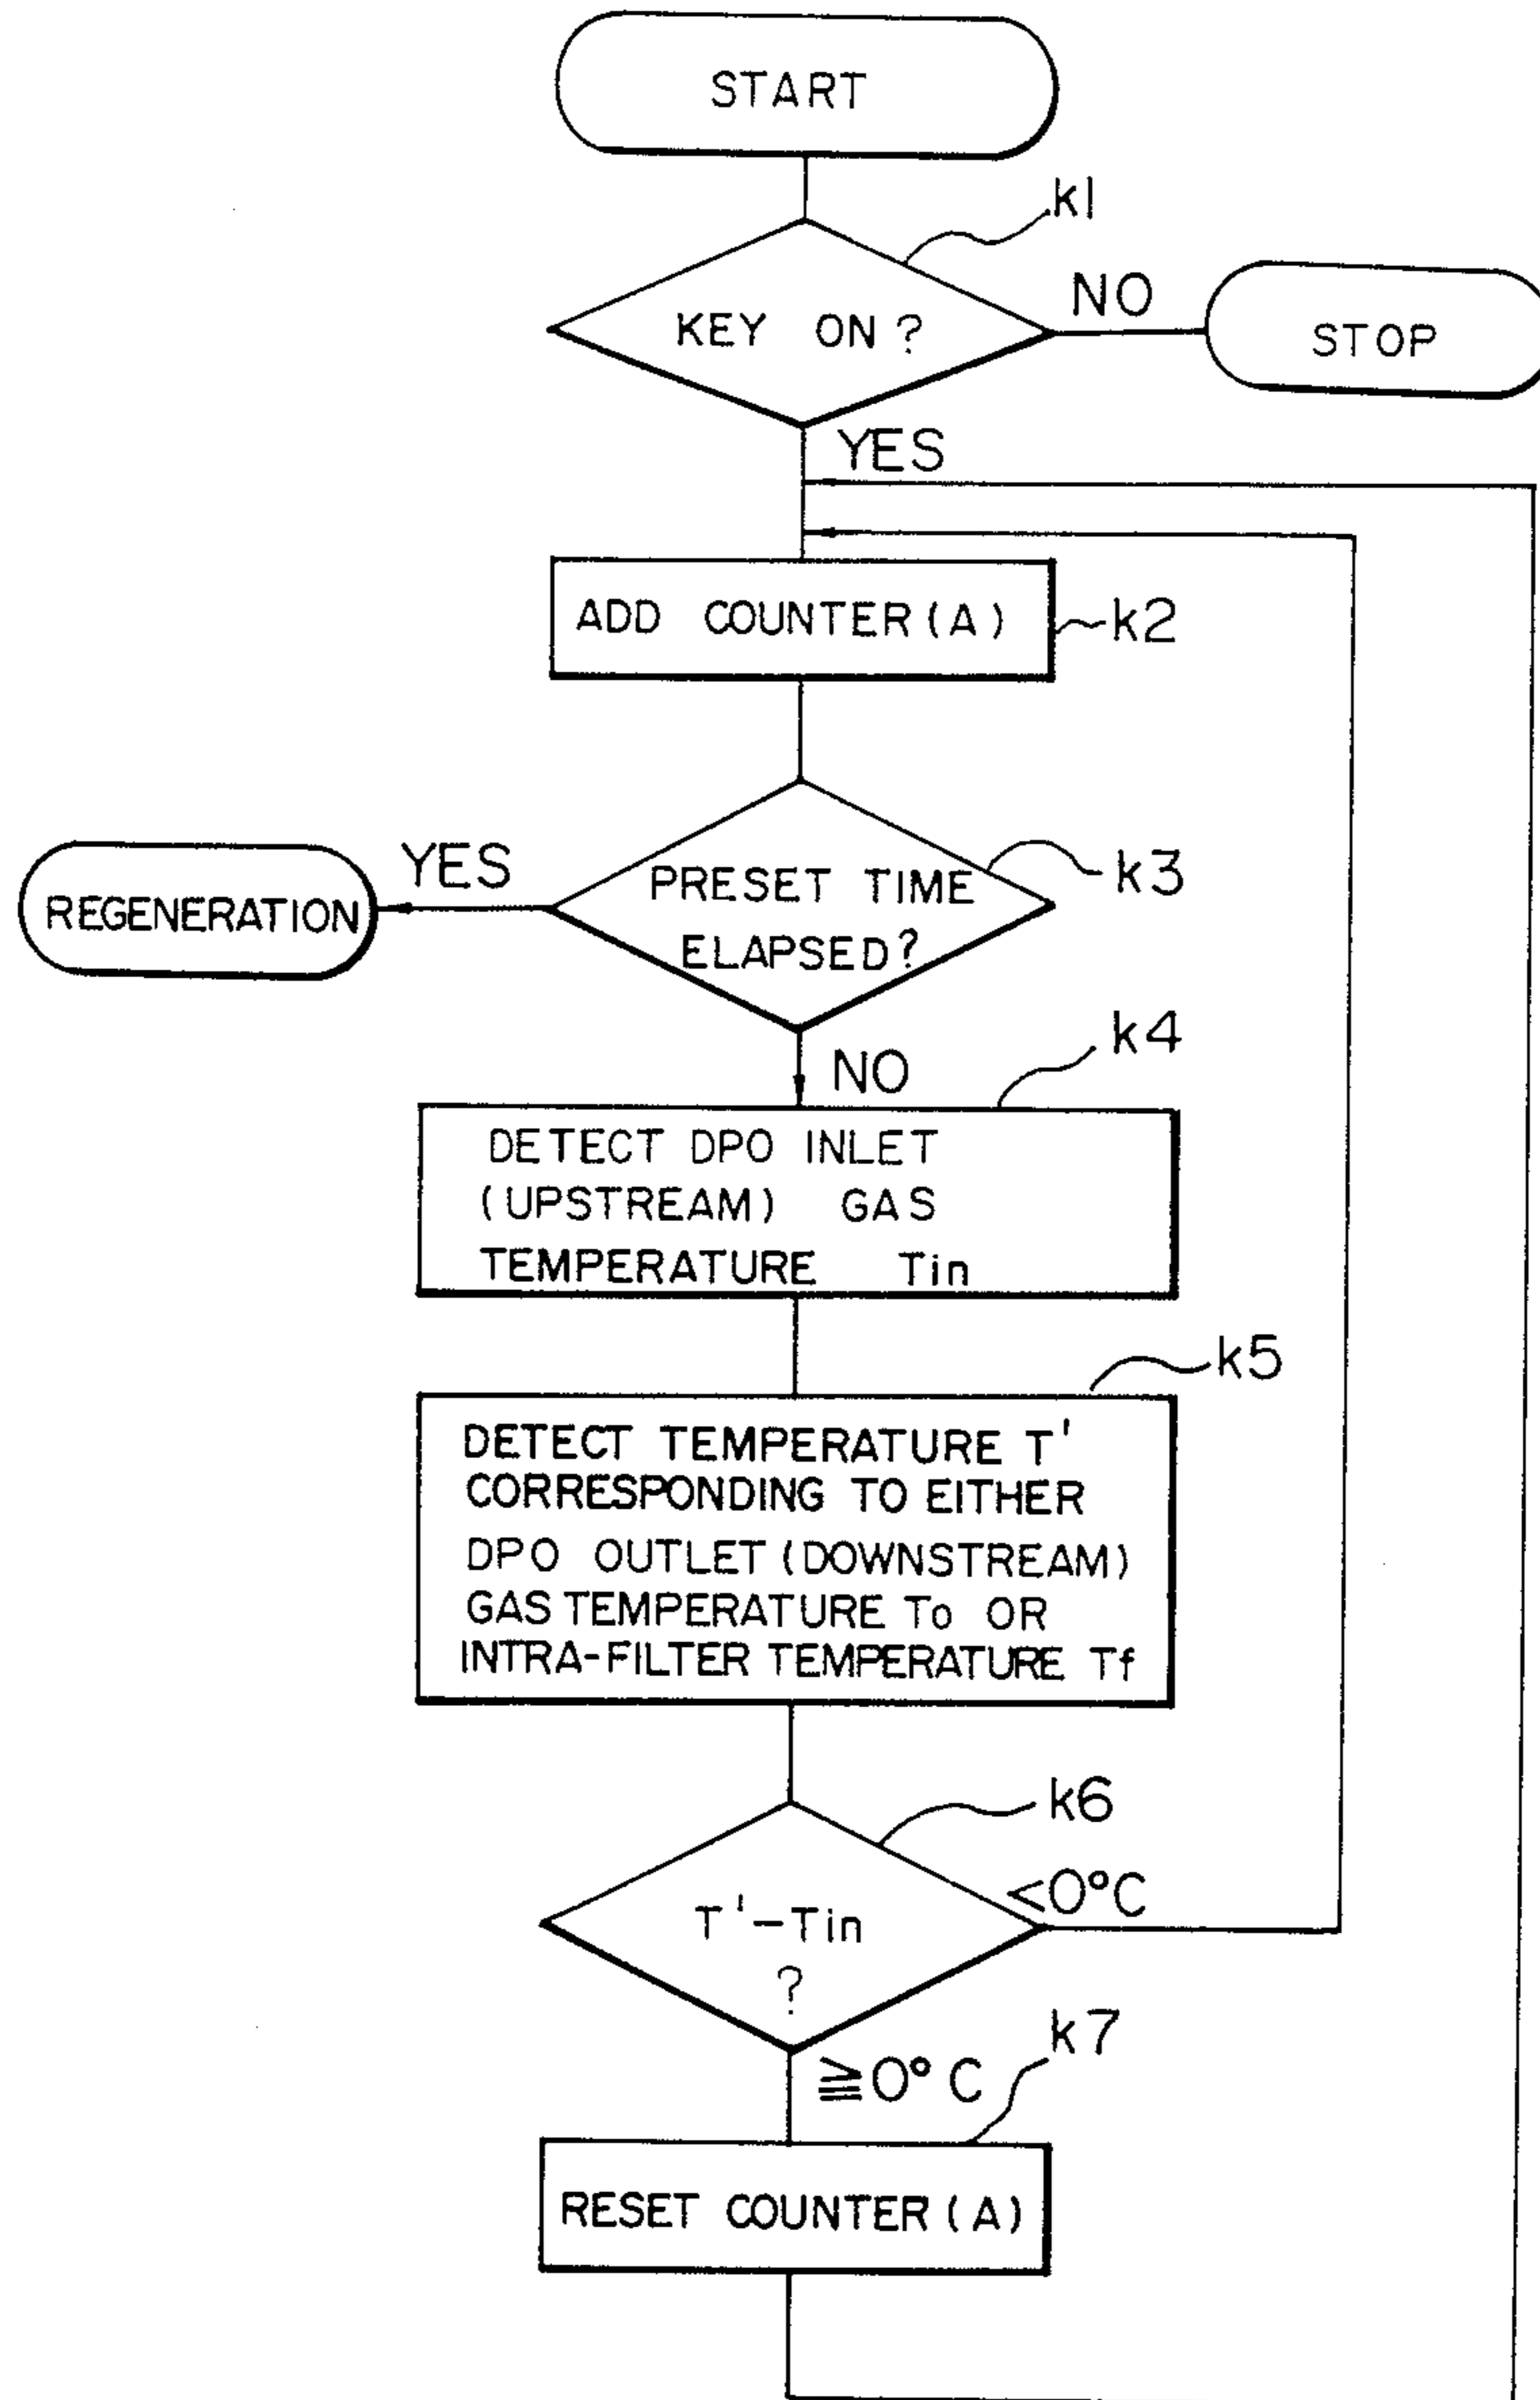 START
k1
KEY ON?
NO
STOP
YES
ADD COUNTER(A)
k2
YES
REGENERATION
PRESET TIME
ELAPSED?
k3
NO
k4
DETECT DPO INLET
(UPSTREAM) GAS
TEMPERATURE Tin
k5
DETECT TEMPERATURE T'
CORRESPONDING TO EITHER
DPO OUTLET (DOWNSTREAM)
GAS TEMPERATURE To OR
INTRA-FILTER TEMPERATURE Tf
k6
<0°C
T'-Tin
?
≧0°C
k7
RESET COUNTER(A)